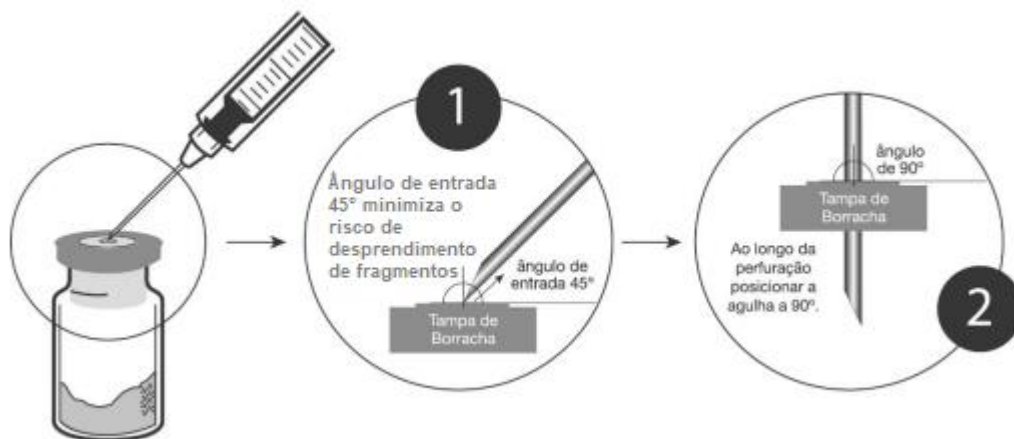 1
Ângulo de entrada
45° minimiza o
risco de
desprendimento
de fragmentos
ângulo de
entrada 45°
Tampa de
Borracha
ângulo
de 90°
Tampa de
Borracha
Ao longo da
perfuração
posicionar a
agulha a 90°.
2